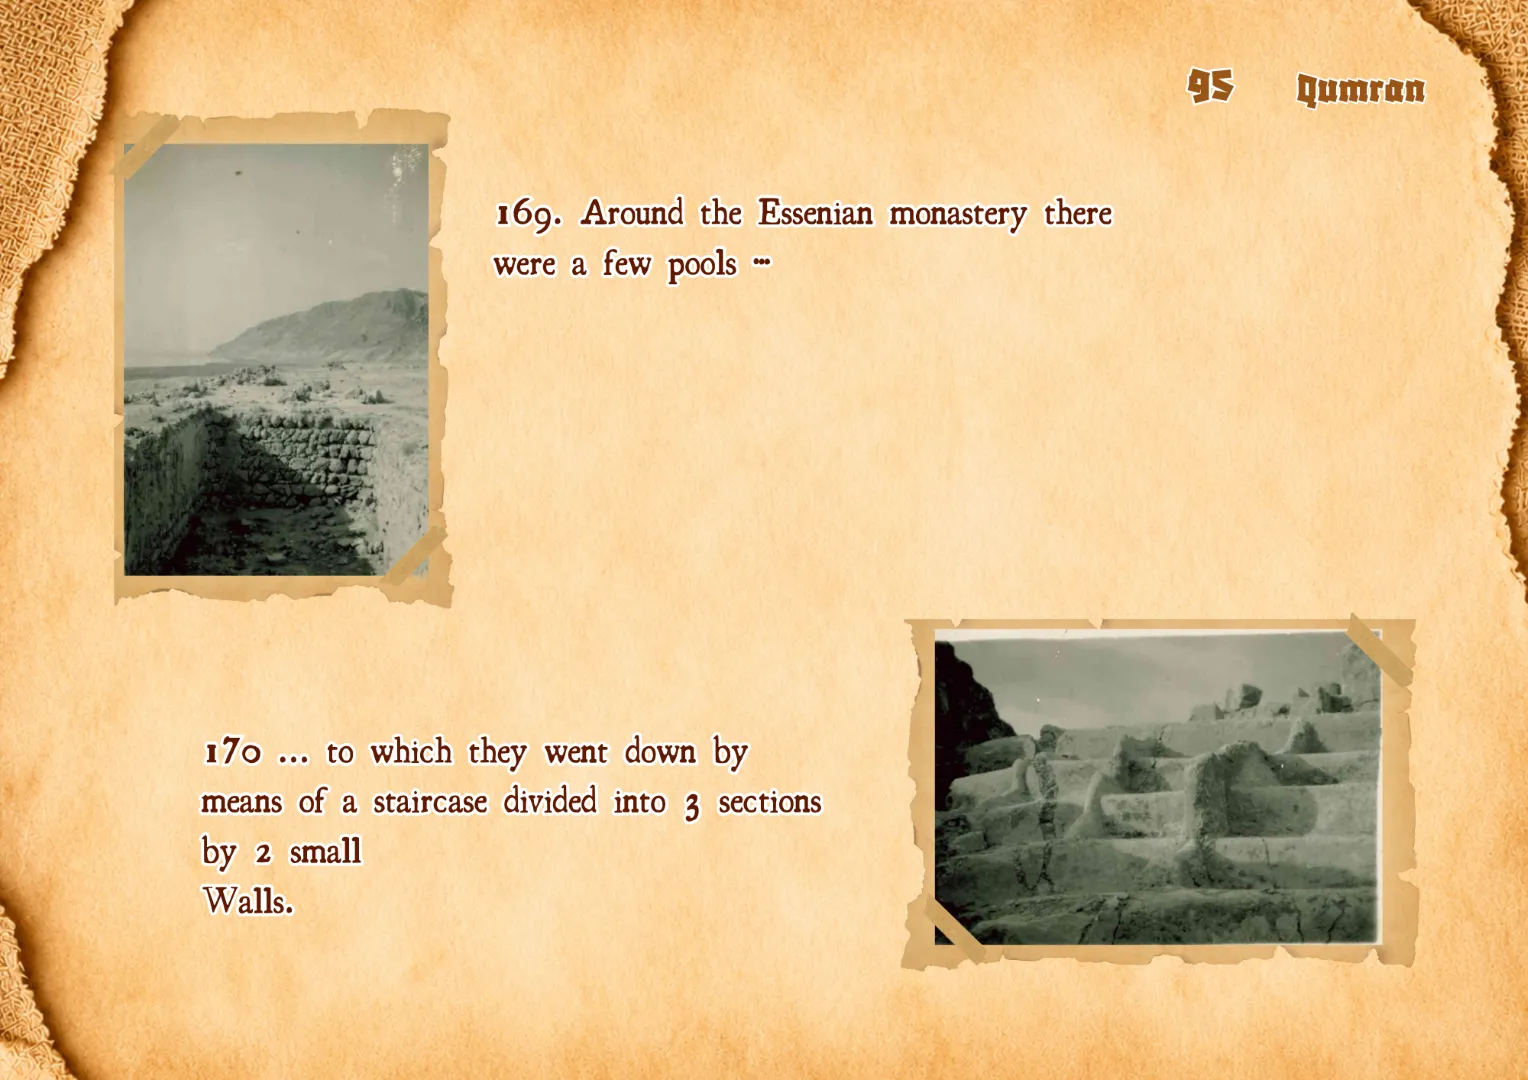 95 Qumran
169. Around the Essenian monastery there
were a few pools ...
170 ... to which they went down by
means of a staircase divided into 3 sections
by 2 small
Walls.